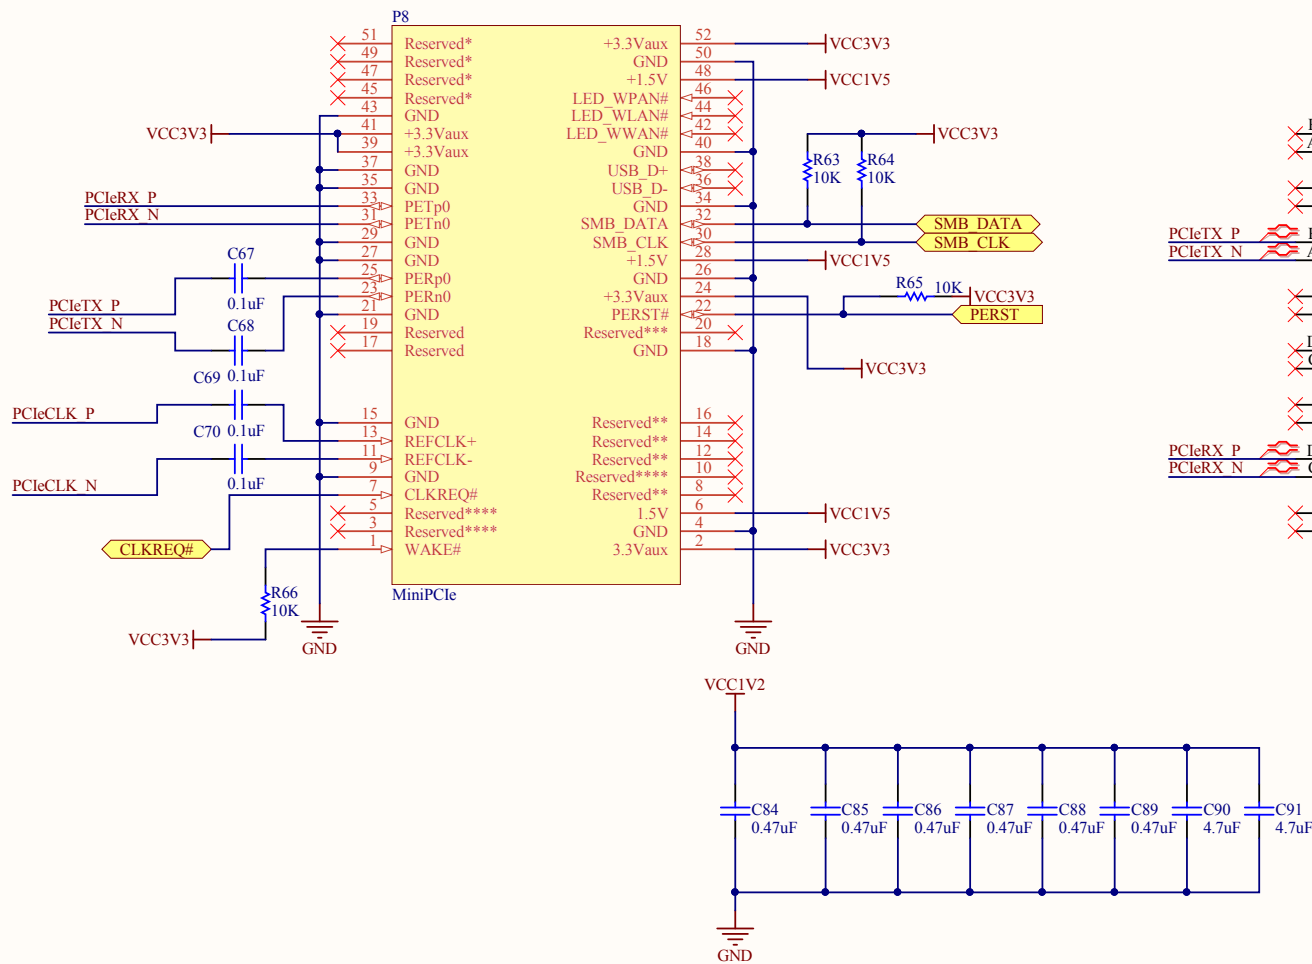 P8
51 Reserved* +3.3Vaux 52 VCC3V3
49 Reserved* GND 50
47 Reserved* +1.5V 48 VCC1V5
45 Reserved* LED_WPAN# 46
43 GND LED_WLAN# 44
VCC3V3 41 +3.3Vaux LED_WWAN# 42 VCC3V3
39 +3.3Vaux GND 40
37 GND USB_D+ 38 R63 R64
35 GND USB_D- 36 10K 10K
PCIeRX_P 33 PETp0 GND 34
PCIeRX_N 31 PETn0 SMB_DATA 32 SMB_DATA
29 GND SMB_CLK 30 SMB_CLK
PCIeTX_P
PCIeTX_N
C67 27 GND +1.5V 28 VCC1V5
25 PERp0 GND 26
0.1uF 23 PERn0 +3.3Vaux 24 R65 10K VCC3V3
PCIeTX_P 21 GND PERST# 22 PERST
PCIeTX_N C68 19 Reserved Reserved*** 20
17 Reserved GND 18
C69 0.1uF VCC3V3
PCIeCLK_P 15 GND Reserved** 16
C70 0.1uF 13 REFCLK+ Reserved** 14
11 REFCLK- Reserved** 12
PCIeRX_P
PCIeRX_N
PCIeCLK_N 0.1uF 9 GND Reserved**** 10
7 CLKREQ# Reserved** 8
5 Reserved**** 1.5V 6 VCC1V5
3 Reserved**** GND 4
CLKREQ# 1 WAKE# 3.3Vaux 2 VCC3V3
R66
10K
MiniPCIe
VCC3V3
GND
GND
VCC1V2
C84 C85 C86 C87 C88 C89 C90 C91
0.47uF 0.47uF 0.47uF 0.47uF 0.47uF 0.47uF 4.7uF 4.7uF
GND